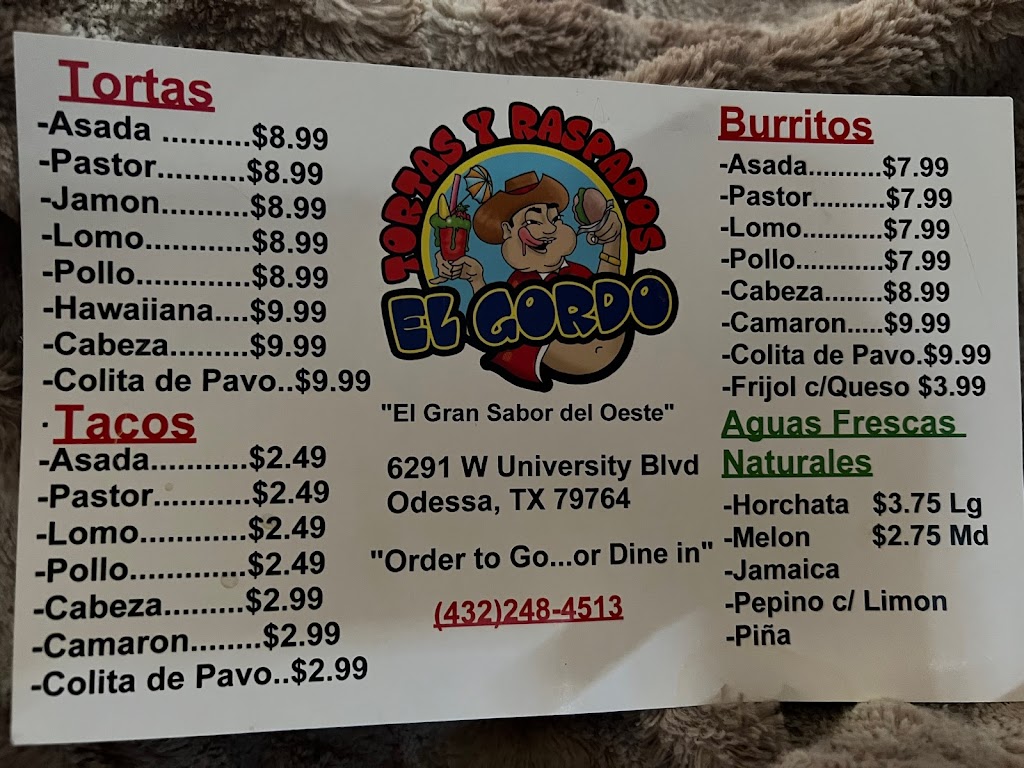 Tortas
-Asada ..........$8.99
-Pastor..........$8.99
-Jamon..........$8.99
-Lomo............$8.99
-Pollo.............$8.99
-Hawaiiana....$9.99
-Cabeza.........$9.99
-Colita de Pavo..$9.99
. Tacos
-Asada............$2.49
-Pastor...........$2.49
-Lomo.............$2.49
-Pollo..............$2.49
-Cabeza.........$2.99
-Camaron........$2.99
-Colita de Pavo..$2.99
TORTAS Y RASPADOS
EL GORDO
"El Gran Sabor del Oeste"
6291 W University Blvd
Odessa, TX 79764
"Order to Go...or Dine in"
(432)248-4513
Burritos
-Asada..........$7.99
-Pastor..........$7.99
-Lomo...........$7.99
-Pollo............$7.99
-Cabeza........$8.99
-Camaron.....$9.99
-Colita de Pavo.$9.99
-Frijol c/Queso $3.99
Aguas Frescas
Naturales
-Horchata $3.75 Lg
-Melon $2.75 Md
-Jamaica
-Pepino c/ Limon
-Piña